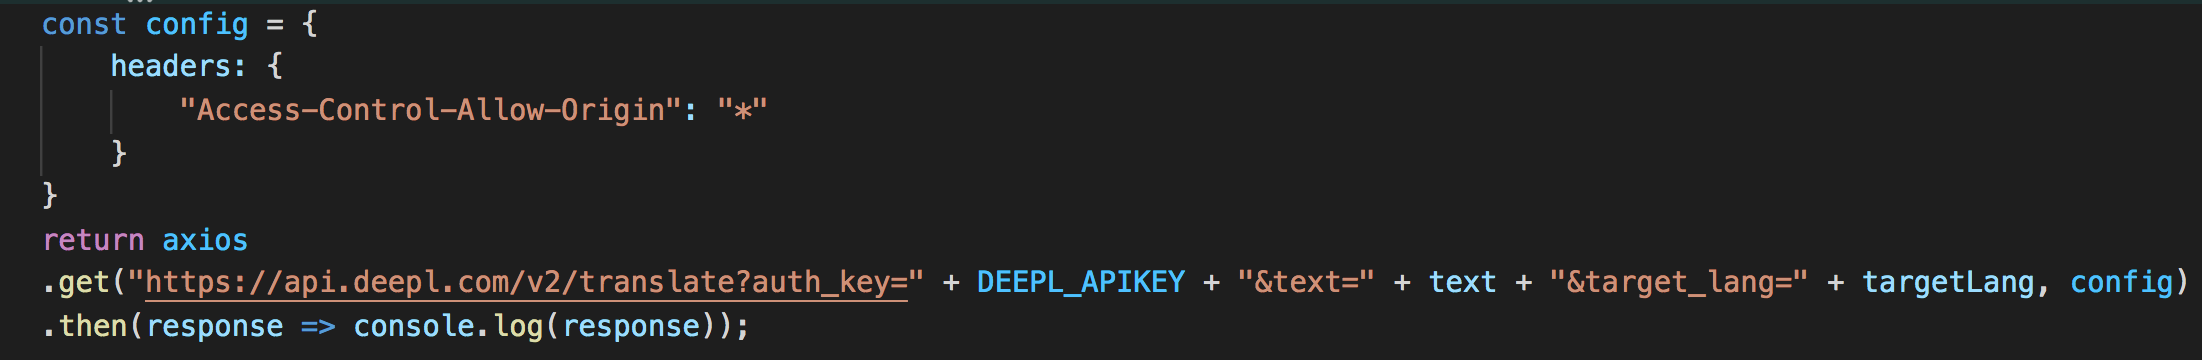 const config = {
    headers: {
        "Access-Control-Allow-Origin": "*"
    }
}
return axios
.get("https://api.deepl.com/v2/translate?auth_key=" + DEEPL_APIKEY + "&text=" + text + "&target_lang=" + targetLang, config)
.then(response => console.log(response));